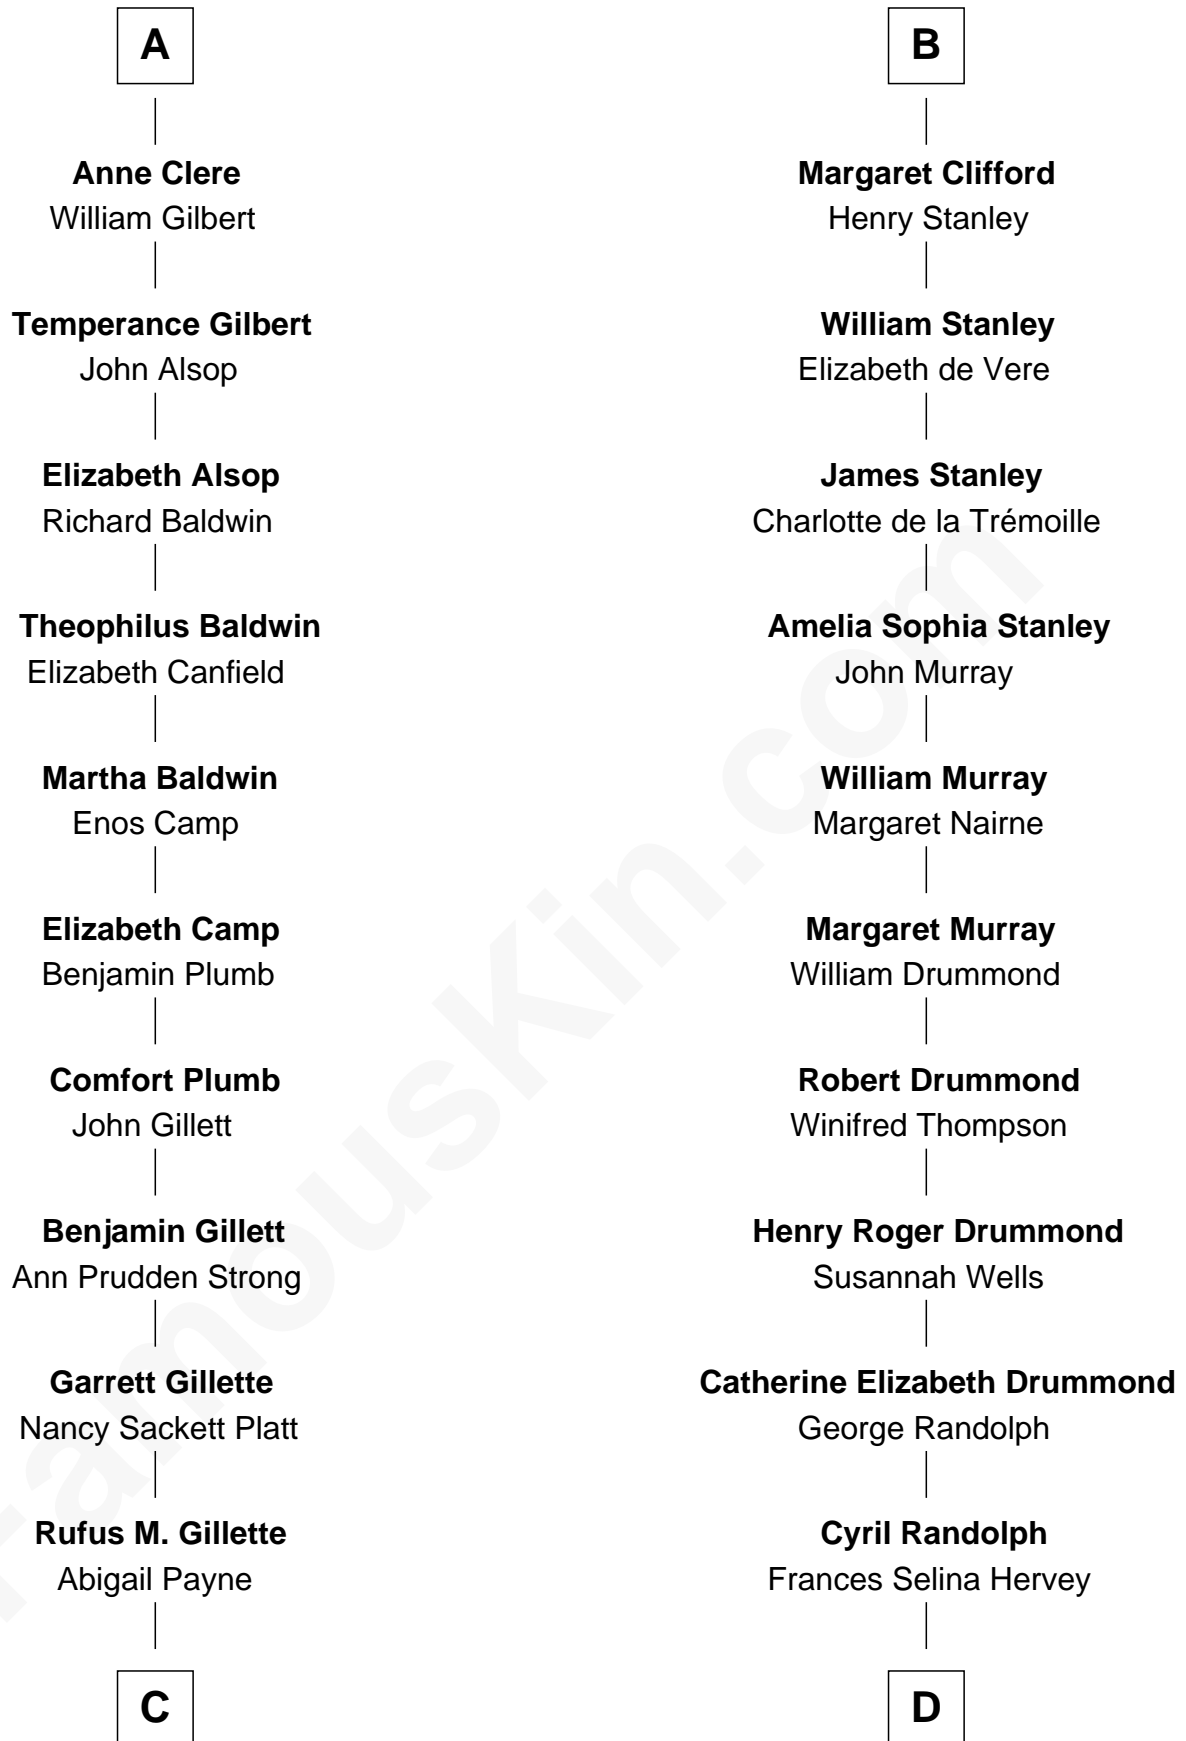 A
Anne Clere
William Gilbert
Temperance Gilbert
John Alsop
Elizabeth Alsop
Richard Baldwin
Theophilus Baldwin
Elizabeth Canfield
Martha Baldwin
Enos Camp
Elizabeth Camp
Benjamin Plumb
Comfort Plumb
John Gillett
Benjamin Gillett
Ann Prudden Strong
Garrett Gillette
Nancy Sackett Platt
Rufus M. Gillette
Abigail Payne
C
B
Margaret Clifford
Henry Stanley
William Stanley
Elizabeth de Vere
James Stanley
Charlotte de la Trémoille
Amelia Sophia Stanley
John Murray
William Murray
Margaret Nairne
Margaret Murray
William Drummond
Robert Drummond
Winifred Thompson
Henry Roger Drummond
Susannah Wells
Catherine Elizabeth Drummond
George Randolph
Cyril Randolph
Frances Selina Hervey
D
FamousKin.com